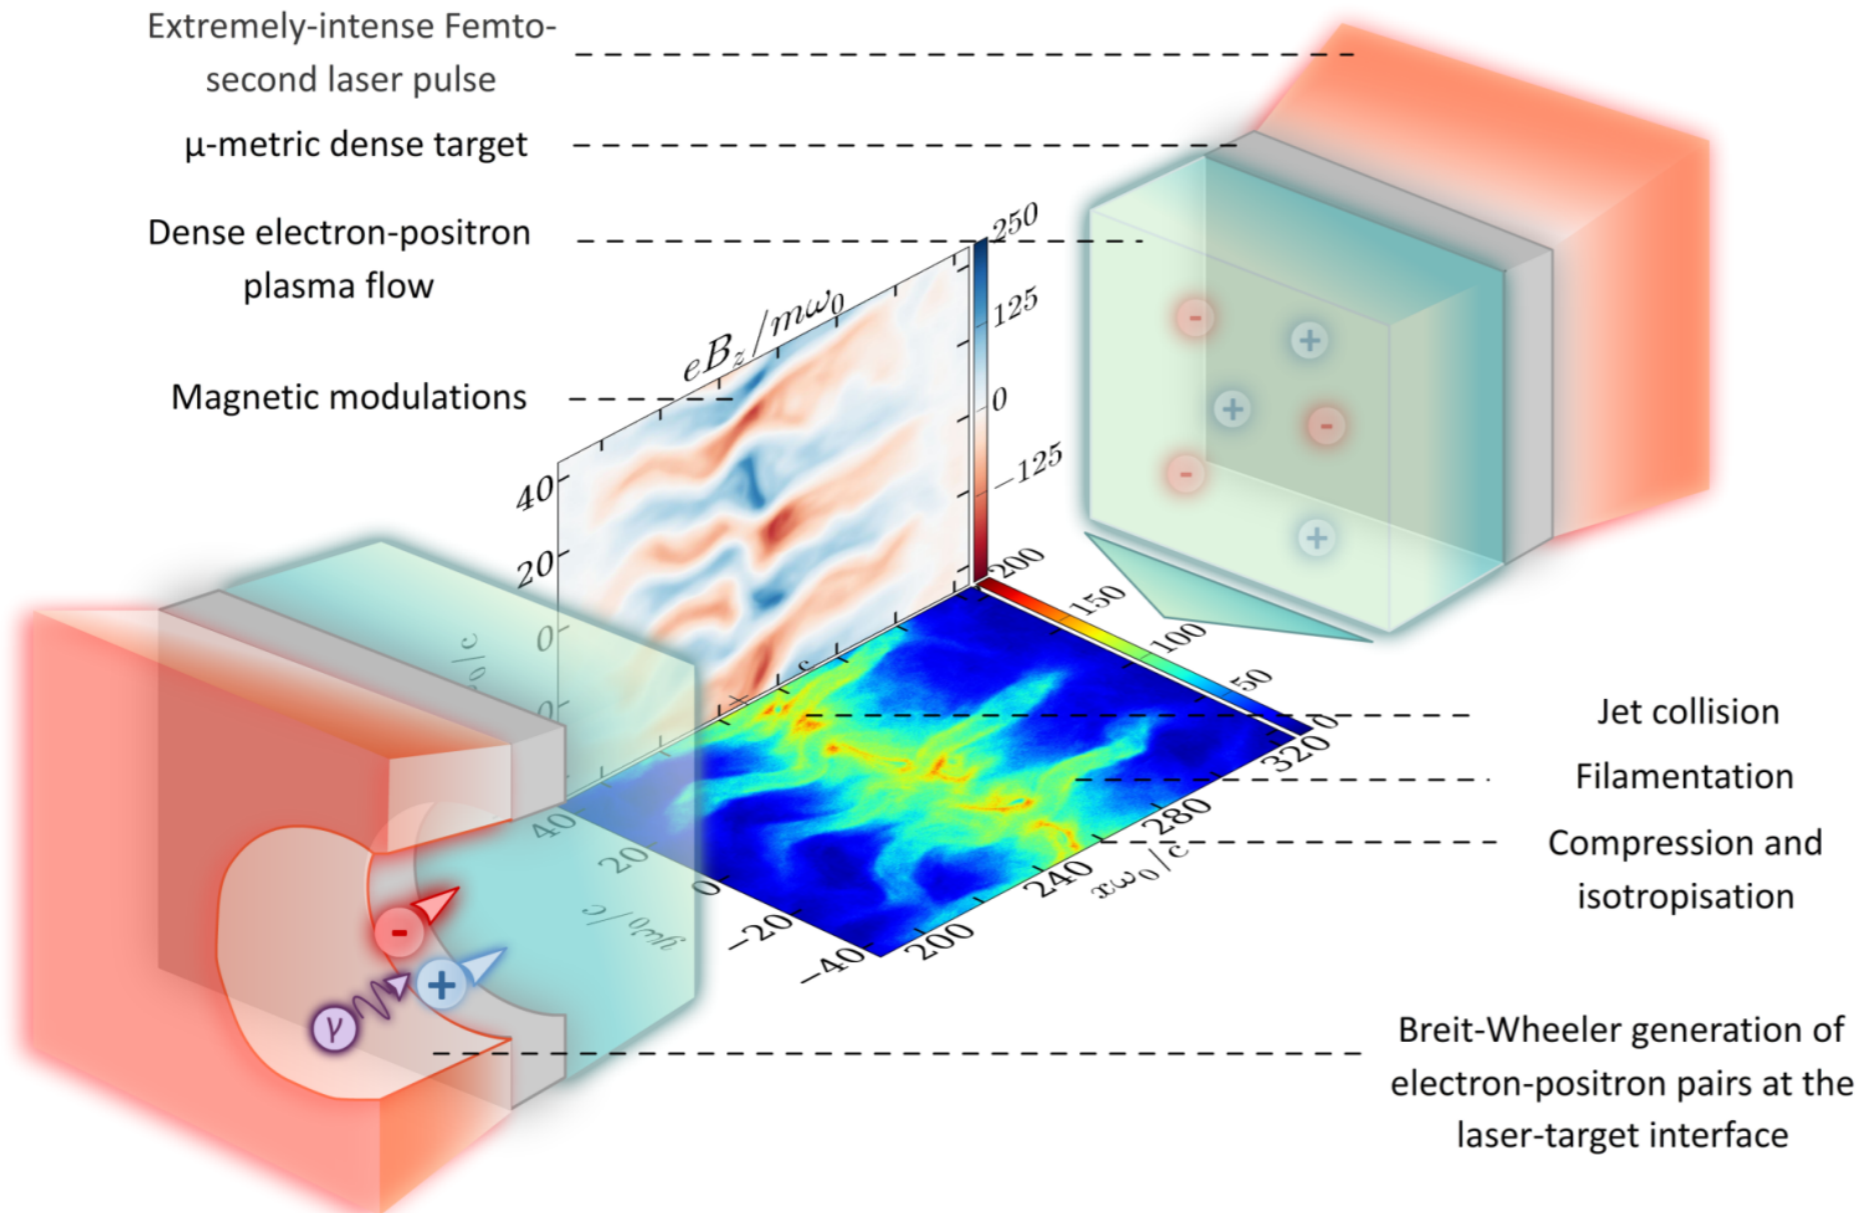 Extremely-intense Femto-
second laser pulse
μ-metric dense target
Dense electron-positron
plasma flow
Magnetic modulations
eB_z/mω_0
250
125
0
−125
40
20
0
ω_0/c
200
150
100
50
0
40
20
0
−20
−40
yω_0/c
200
240
280
320
xω_0/c
- 
+
+
-
-
+
-
+
γ
Jet collision
Filamentation
Compression and
isotropisation
Breit-Wheeler generation of
electron-positron pairs at the
laser-target interface